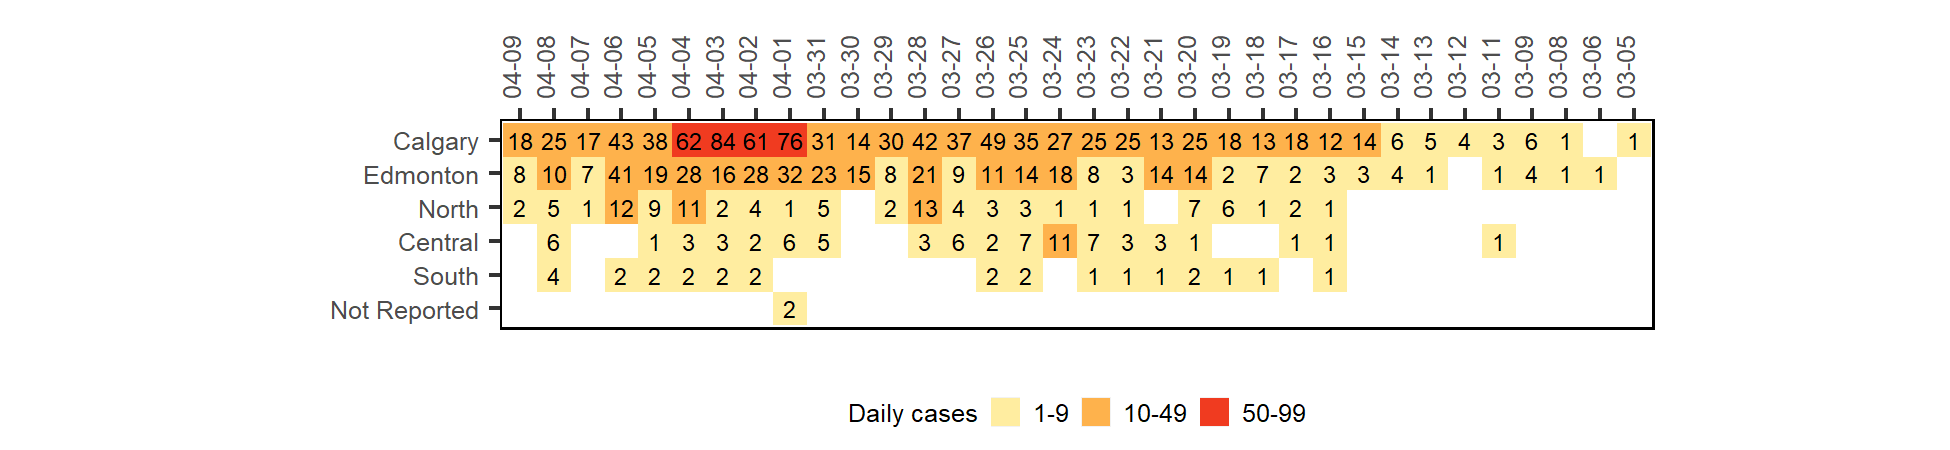 04-09 04-08 04-07 04-06 04-05 04-04 04-03 04-02 04-01 03-31 03-30 03-29 03-28 03-27 03-26 03-25 03-24 03-23 03-22 03-21 03-20 03-19 03-18 03-17 03-16 03-15 03-14 03-13 03-12 03-11 03-09 03-08 03-06 03-05
Calgary 18 25 17 43 38 62 84 61 76 31 14 30 42 37 49 35 27 25 25 13 25 18 13 18 12 14 6 5 4 3 6 1 1
Edmonton 8 10 7 41 19 28 16 28 32 23 15 8 21 9 11 14 18 8 3 14 14 2 7 2 3 3 4 1 1 4 1 1
North 2 5 1 12 9 11 2 4 1 5 2 13 4 3 3 1 1 1 7 6 1 2 1
Central 6 1 3 3 2 6 5 3 6 2 7 11 7 3 3 1 1 1 1
South 4 2 2 2 2 2 2 2 1 1 1 2 1 1 1
Not Reported 2
Daily cases 1-9 10-49 50-99